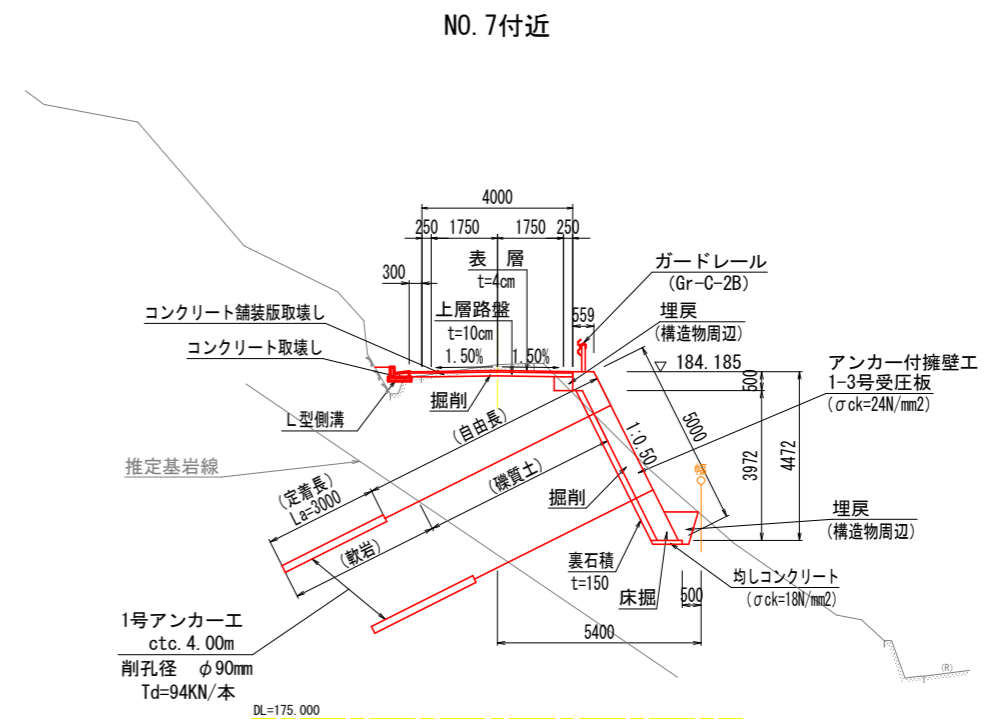 NO.7付近
4000
250 1750 1750 250
表 層
t=4cm
300
ガードレール
(Gr-C-2B)
559
埋戻
(構造物周辺)
コンクリート舗装版取壊し
上層路盤
t=10cm
コンクリート取壊し
1.50% 1.50%
184.185
アンカー付擁壁工
1-3号受圧板
(σck=24N/mm2)
500
掘削
L型側溝
(自由長)
1:0.50
5000
3972
4472
推定基岩線
(定着長)
La=3000
(礫質土)
掘削
幅
埋戻
(構造物周辺)
(軟岩)
裏石積
t=150
床掘
500
均しコンクリート
(σck=18N/mm2)
5400
1号アンカー工
ctc.4.00m
削孔径 φ90mm
Td=94KN/本
(R)
DL=175.000